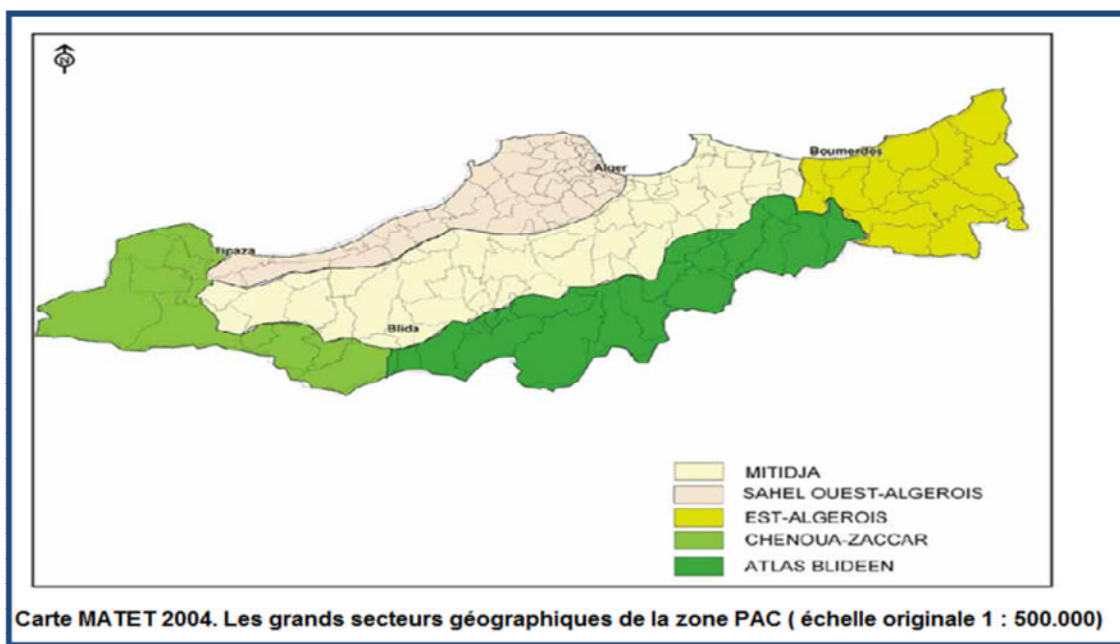 N
Boumerdes
Alger
Tipaza
Blida
MITIDJA
SAHEL OUEST-ALGEROIS
EST-ALGEROIS
CHENOUA-ZACCAR
ATLAS BLIDEEN
Carte MATET 2004. Les grands secteurs géographiques de la zone PAC ( échelle originale 1 : 500.000)